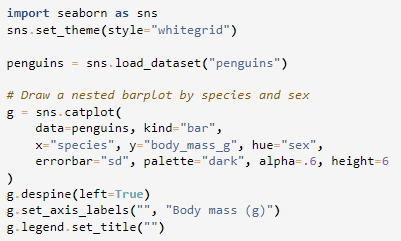 import seaborn as sns
sns.set_theme(style="whitegrid")

penguins = sns.load_dataset("penguins")

# Draw a nested barplot by species and sex
g = sns.catplot(
    data=penguins, kind="bar",
    x="species", y="body_mass_g", hue="sex",
    errorbar="sd", palette="dark", alpha=.6, height=6
)
g.despine(left=True)
g.set_axis_labels("", "Body mass (g)")
g.legend.set_title("")